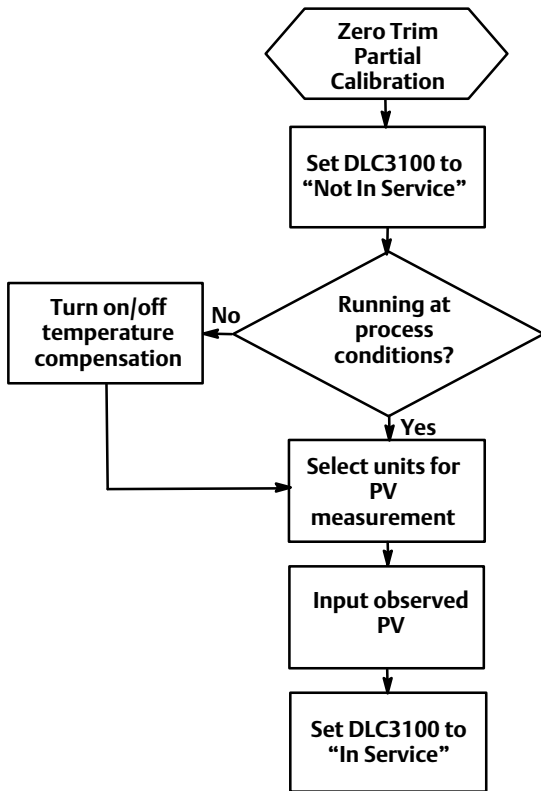 Zero Trim
Partial
Calibration
Set DLC3100 to
“Not In Service”
Running at
process
conditions?
No
Turn on/off
temperature
compensation
Yes
Select units for
PV
measurement
Input observed
PV
Set DLC3100 to
“In Service”